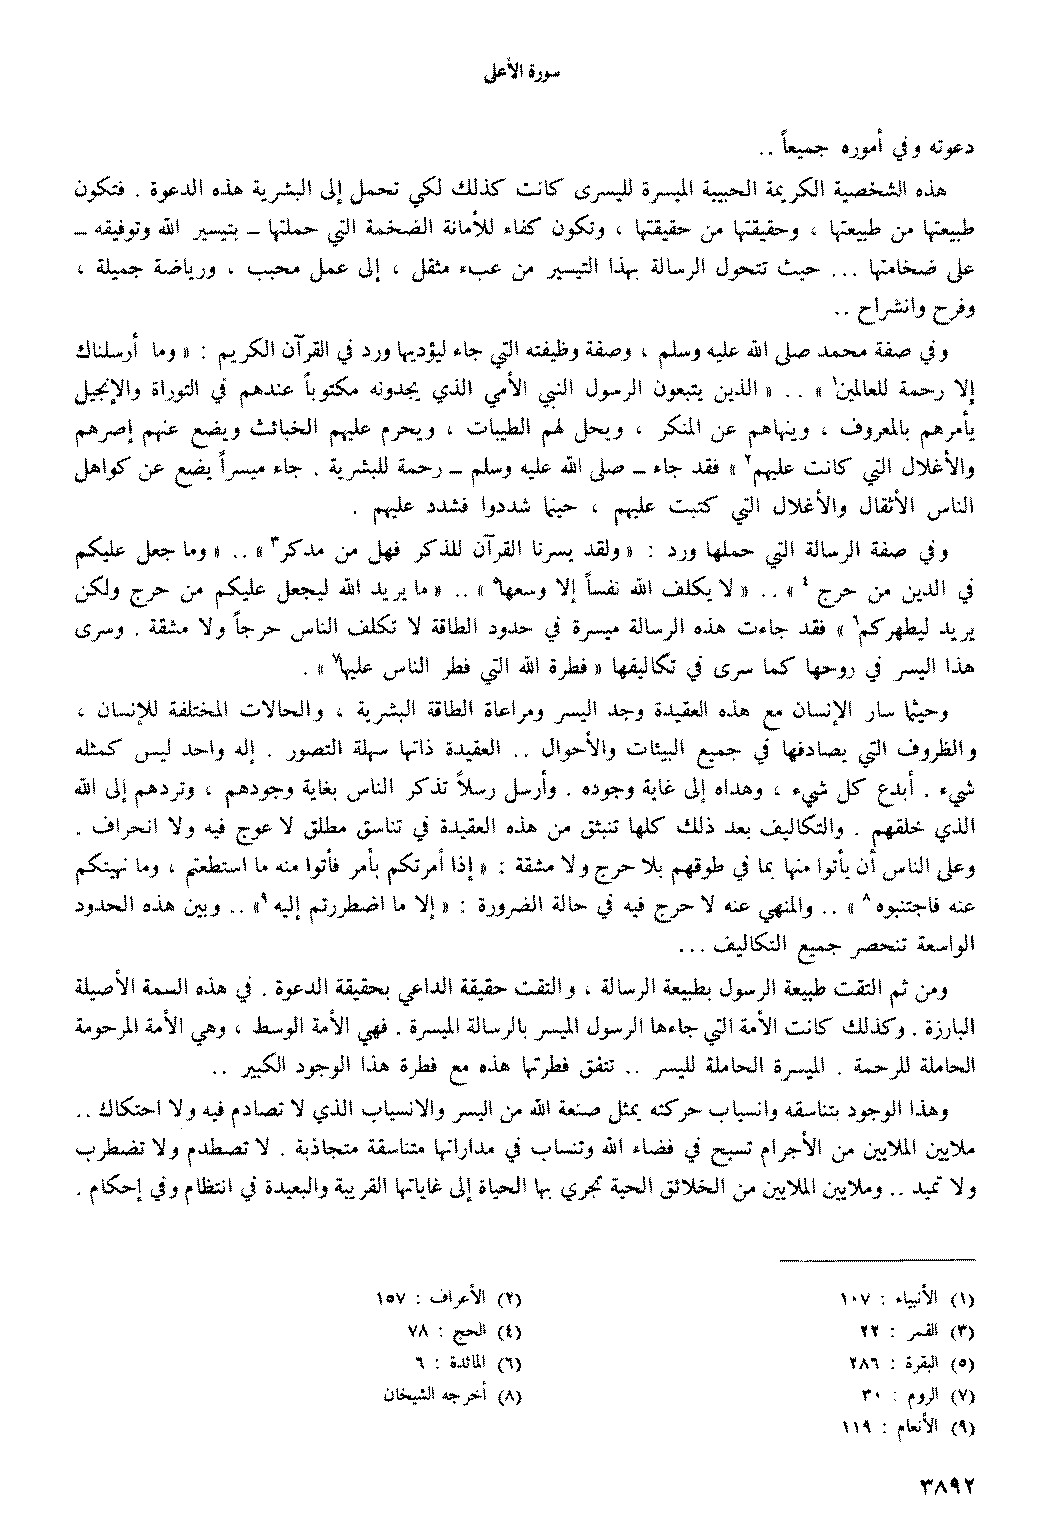 سورة الأعلى
دعوته وفي أموره جميعاً ..
هذه الشخصية الكريمة الحبيبة الميسرة لليسرى كانت كذلك لكي تحمل إلى البشرية هذه الدعوة . فتكون
طبيعتها من طبيعتها ، وحقيقتها من حقيقتها ، وتكون كفاء للأمانة الضخمة التي حملتها ــ بتيسير الله وتوفيقه ــ
على ضخامتها ... حيث تتحول الرسالة بهذا التيسير من عبء مثقل ، إلى عمل محبب ، ورياضة جميلة ،
وفرح وانشراح ..
وفي صفة محمد صلى الله عليه وسلم ، وصفة وظيفته التي جاء ليؤديها ورد في القرآن الكريم : « وما أرسلناك
إلا رحمة للعالمين١ » .. « الذين يتبعون الرسول النبي الأمي الذي يجدونه مكتوباً عندهم في التوراة والإنجيل
يأمرهم بالمعروف ، وينهاهم عن المنكر ، ويحل لهم الطيبات ، ويحرم عليهم الخبائث ويضع عنهم إصرهم
والأغلال التي كانت عليهم٢ » فقد جاء ــ صلى الله عليه وسلم ــ رحمة للبشرية . جاء ميسراً يضع عن كواهل
الناس الأثقال والأغلال التي كتبت عليهم ، حينما شددوا فشدد عليهم .
وفي صفة الرسالة التي حملها ورد : « ولقد يسرنا القرآن للذكر فهل من مدكر٣ » .. « وما جعل عليكم
في الدين من حرج ٤ » .. « لا يكلف الله نفساً إلا وسعها٥ » .. « ما يريد الله ليجعل عليكم من حرج ولكن
يريد ليطهركم٦ » فقد جاءت هذه الرسالة ميسرة في حدود الطاقة لا تكلف الناس حرجاً ولا مشقة . وسرى
هذا اليسر في روحها كما سرى في تكاليفها « فطرة الله التي فطر الناس عليها٧ » .
وحيثما سار الإنسان مع هذه العقيدة وجد اليسر ومراعاة الطاقة البشرية ، والحالات المختلفة للإنسان ،
والظروف التي يصادفها في جميع البيئات والأحوال .. العقيدة ذاتها سهلة التصور . إله واحد ليس كمثله
شيء . أبدع كل شيء ، وهداه إلى غاية وجوده . وأرسل رسلاً تذكر الناس بغاية وجودهم ، وتردهم إلى الله
الذي خلقهم . والتكاليف بعد ذلك كلها تنبثق من هذه العقيدة في تناسق مطلق لا عوج فيه ولا انحراف .
وعلى الناس أن يأتوا منها بما في طوقهم بلا حرج ولا مشقة : « إذا أمرتكم بأمر فأتوا منه ما استطعتم ، وما نهيتكم
عنه فاجتنبوه ٨ » .. والمنهي عنه لا حرج فيه في حالة الضرورة : « إلا ما اضطررتم إليه ٩» .. وبين هذه الحدود
الواسعة تنحصر جميع التكاليف ...
ومن ثم التقت طبيعة الرسول بطبيعة الرسالة ، والتقت حقيقة الداعي بحقيقة الدعوة . في هذه السمة الأصيلة
البارزة . وكذلك كانت الأمة التي جاءها الرسول الميسر بالرسالة الميسرة . فهي الأمة الوسط ، وهي الأمة المرحومة
الحاملة للرحمة . الميسرة الحاملة لليسر .. تتفق فطرتها هذه مع فطرة هذا الوجود الكبير ..
وهذا الوجود بتناسقه وانسياب حركته يمثل صنعة الله من اليسر والانسياب الذي لا تصادم فيه ولا احتكاك ..
ملايين الملايين من الأجرام تسبح في فضاء الله وتنساب في مداراتها متناسقة متجاذبة . لا تصطدم ولا تضطرب
ولا تميد .. وملايين الملايين من الخلائق الحية تجري بها الحياة إلى غاياتها القريبة والبعيدة في انتظام وفي إحكام .
(١) الأنبياء : ١٠٧
(٢) الأعراف : ١٥٧
(٣) القمر : ٢٢
(٤) الحج : ٧٨
(٥) البقرة : ٢٨٦
(٦) المائدة : ٦
(٧) الروم : ٣٠
(٨) أخرجه الشيخان
(٩) الأنعام : ١١٩
٣٨٩٢